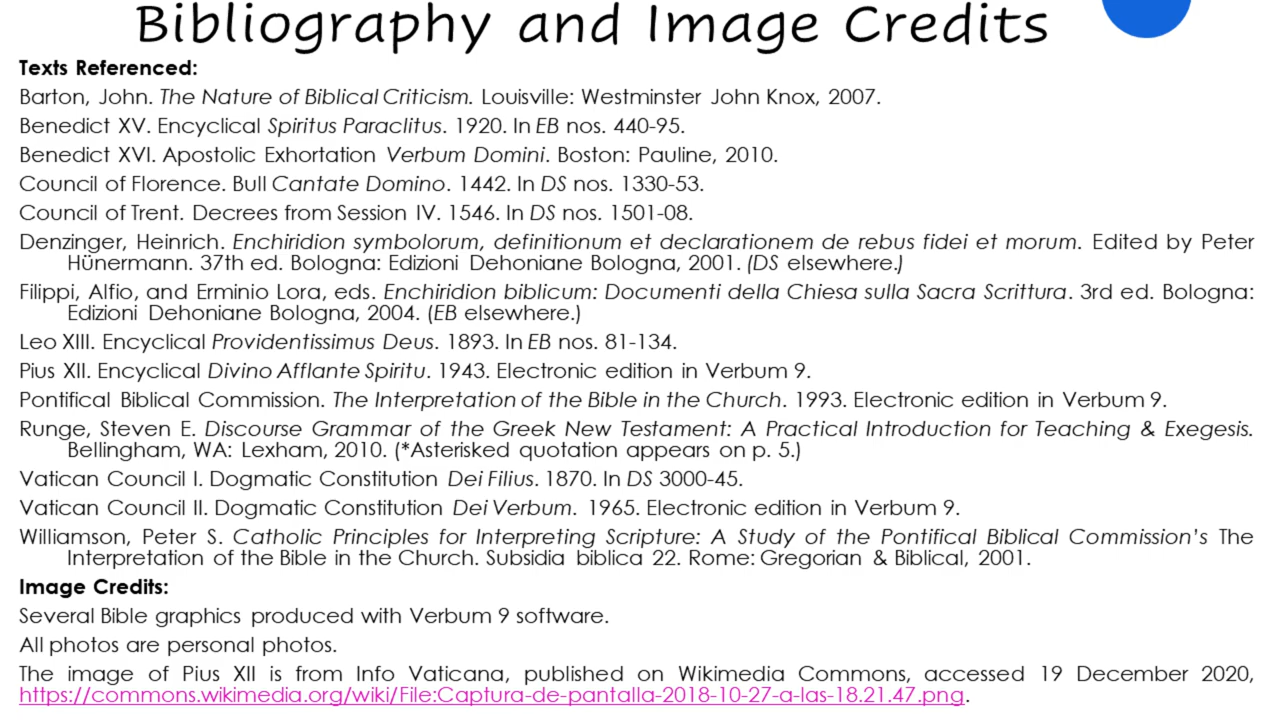 Bibliography and Image Credits
Texts Referenced:
Barton, John. The Nature of Biblical Criticism. Louisville: Westminster John Knox, 2007.
Benedict XV. Encyclical Spiritus Paraclitus. 1920. In EB nos. 440-95.
Benedict XVI. Apostolic Exhortation Verbum Domini. Boston: Pauline, 2010.
Council of Florence. Bull Cantate Domino. 1442. In DS nos. 1330-53.
Council of Trent. Decrees from Session IV. 1546. In DS nos. 1501-08.
Denzinger, Heinrich. Enchiridion symbolorum, definitionum et declarationem de rebus fidei et morum. Edited by Peter
Hünermann. 37th ed. Bologna: Edizioni Dehoniane Bologna, 2001. (DS elsewhere.)
Filippi, Alfio, and Erminio Lora, eds. Enchiridion biblicum: Documenti della Chiesa sulla Sacra Scrittura. 3rd ed. Bologna:
Edizioni Dehoniane Bologna, 2004. (EB elsewhere.)
Leo XIII. Encyclical Providentissimus Deus. 1893. In EB nos. 81-134.
Pius XII. Encyclical Divino Afflante Spiritu. 1943. Electronic edition in Verbum 9.
Pontifical Biblical Commission. The Interpretation of the Bible in the Church. 1993. Electronic edition in Verbum 9.
Runge, Steven E. Discourse Grammar of the Greek New Testament: A Practical Introduction for Teaching & Exegesis.
Bellingham, WA: Lexham, 2010. (*Asterisked quotation appears on p. 5.)
Vatican Council I. Dogmatic Constitution Dei Filius. 1870. In DS 3000-45.
Vatican Council II. Dogmatic Constitution Dei Verbum. 1965. Electronic edition in Verbum 9.
Williamson, Peter S. Catholic Principles for Interpreting Scripture: A Study of the Pontifical Biblical Commission's The
Interpretation of the Bible in the Church. Subsidia biblica 22. Rome: Gregorian & Biblical, 2001.
Image Credits:
Several Bible graphics produced with Verbum 9 software.
All photos are personal photos.
The image of Pius XII is from Info Vaticana, published on Wikimedia Commons, accessed 19 December 2020,
https://commons.wikimedia.org/wiki/File:Captura-de-pantalla-2018-10-27-a-las-18.21.47.png.